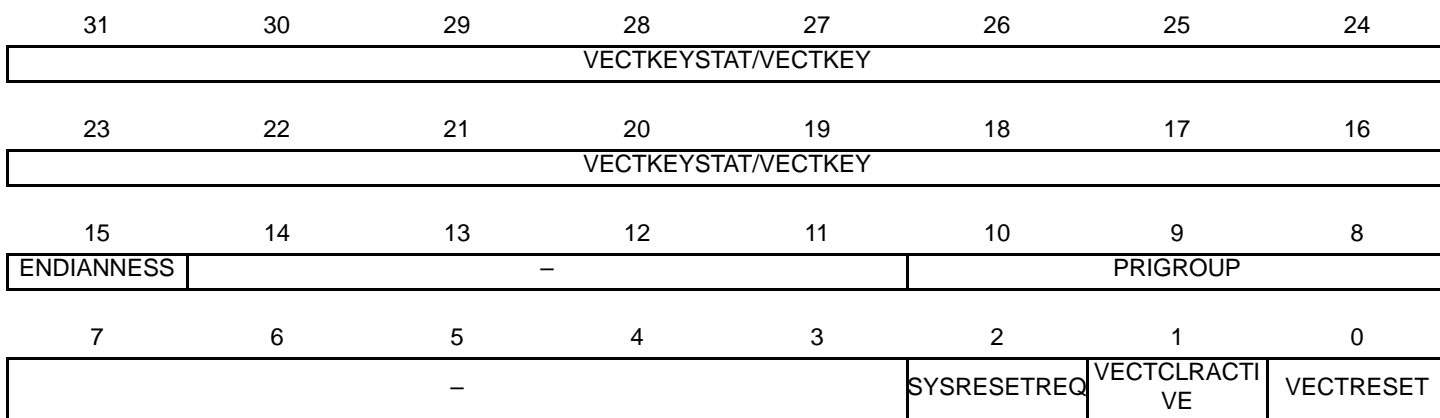 31 30 29 28 27 26 25 24
VECTKEYSTAT/VECTKEY
23 22 21 20 19 18 17 16
VECTKEYSTAT/VECTKEY
15 14 13 12 11 10 9 8
ENDIANNESS – PRIGROUP
7 6 5 4 3 2 1 0
– SYSRESETREQ VECTCLRACTI VECTRESET
VE